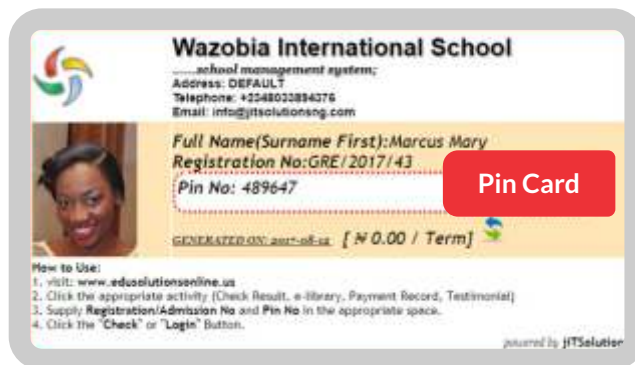 Wazobia International School
......school management system;
Address: DEFAULT
Telephone: +2348033894376
Email: info@jitsolutionsng.com
Full Name(Surname First):Marcus Mary
Registration No:GRE/2017/43
Pin No: 489647
Pin Card
GENERATED ON: 2017-08-12 [ ₦ 0.00 / Term]
How to Use:
1. visit: www.edusolutionsonline.us
2. Click the appropriate activity (Check Result, e-library, Payment Record, Testimonial)
3. Supply Registration/Admission No and Pin No in the appropriate space.
4. Click the "Check" or "Login" Button.
powered by JITSolution